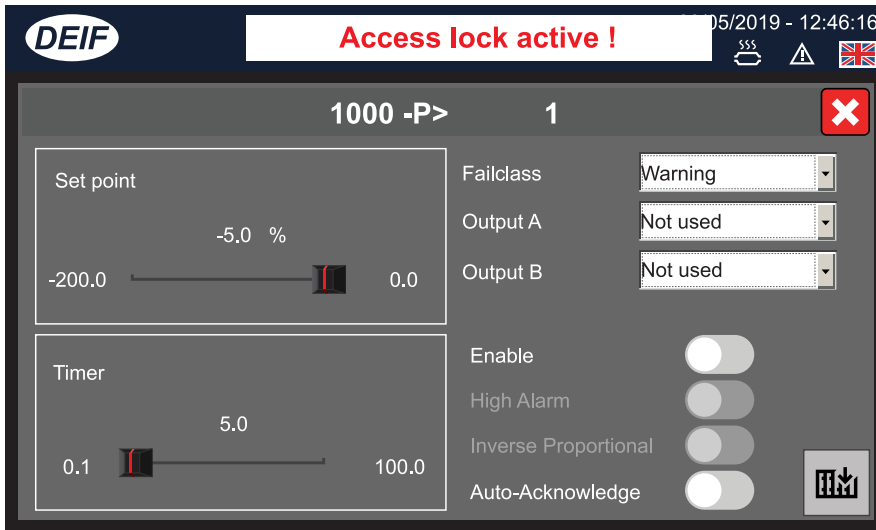 DEIF
Access lock active !
05/2019 - 12:46:16
1000 -P> 1
Set point
-5.0 %
-200.0 0.0
Timer
5.0
0.1 100.0
Failclass Warning
Output A Not used
Output B Not used
Enable
High Alarm
Inverse Proportional
Auto-Acknowledge